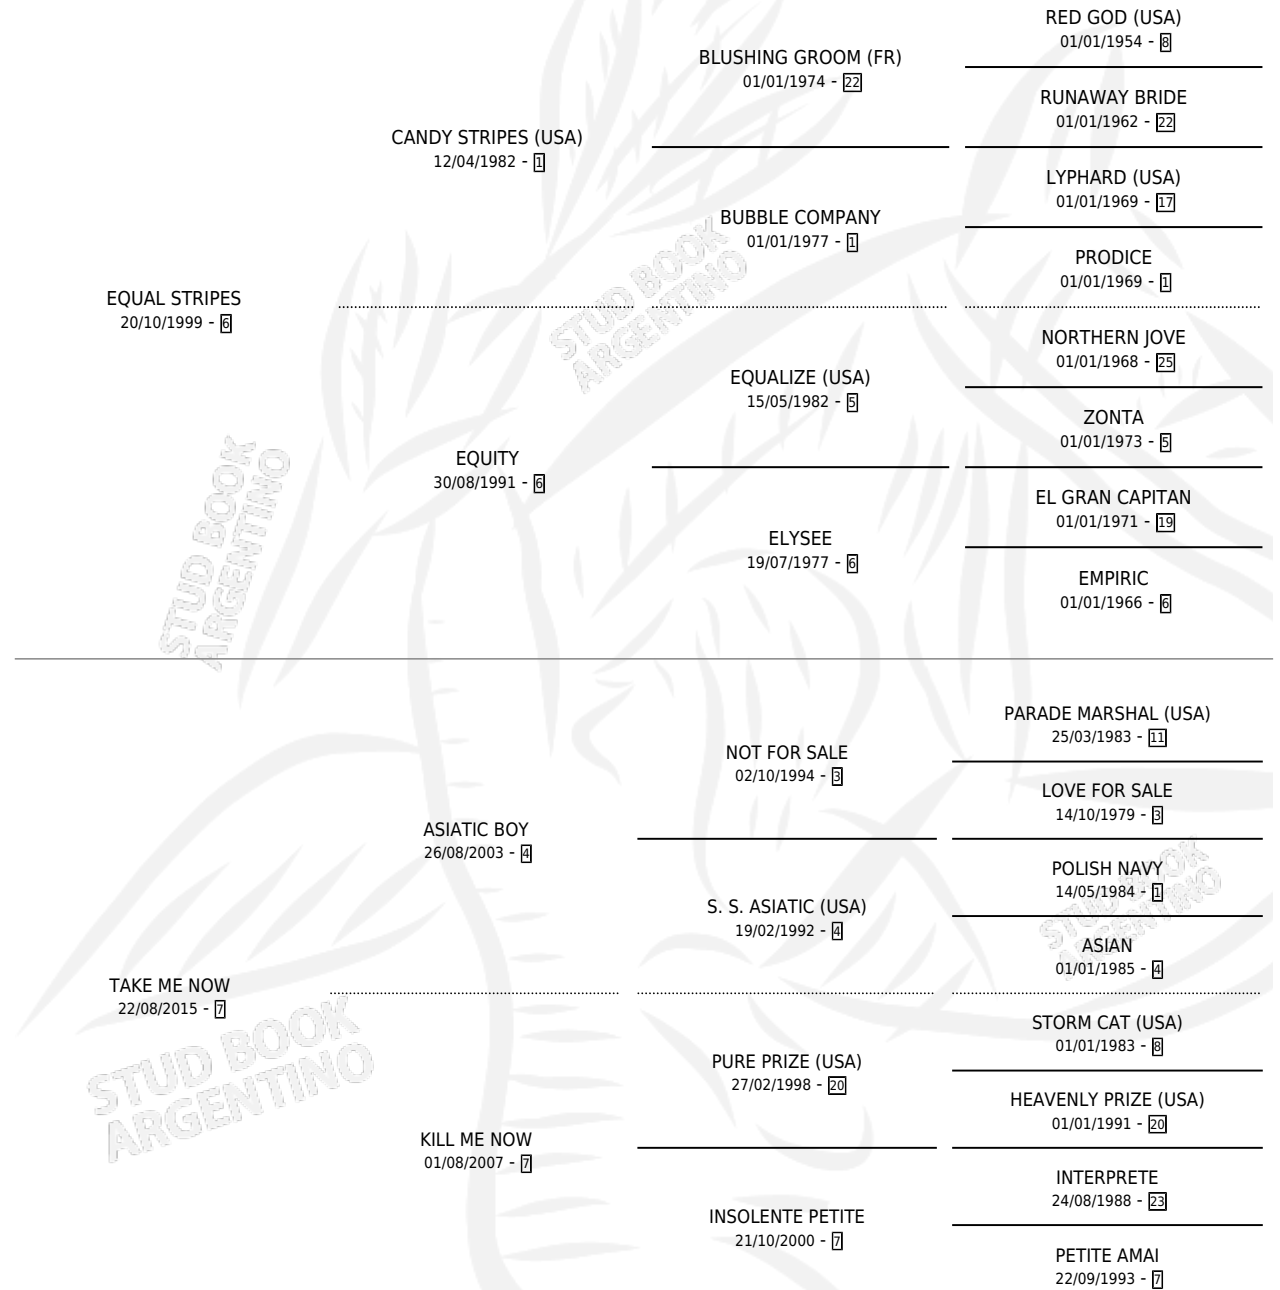 RED GOD (USA)
01/01/1954 - 8
BLUSHING GROOM (FR)
01/01/1974 - 22
RUNAWAY BRIDE
01/01/1962 - 22
CANDY STRIPES (USA)
12/04/1982 - 1
LYPHARD (USA)
01/01/1969 - 17
BUBBLE COMPANY
01/01/1977 - 1
PRODICE
01/01/1969 - 1
EQUAL STRIPES
20/10/1999 - 6
STUD BOOK
ARGENTINO
NORTHERN JOVE
01/01/1968 - 25
EQUALIZE (USA)
15/05/1982 - 5
ZONTA
01/01/1973 - 5
EQUITY
30/08/1991 - 6
EL GRAN CAPITAN
01/01/1971 - 19
ELYSEE
19/07/1977 - 6
EMPIRIC
01/01/1966 - 6
STUD BOOK
ARGENTINO
PARADE MARSHAL (USA)
25/03/1983 - 11
NOT FOR SALE
02/10/1994 - 3
LOVE FOR SALE
14/10/1979 - 3
ASIATIC BOY
26/08/2003 - 4
POLISH NAVY
14/05/1984 - 1
STUD BOOK
ARGENTINO
S. S. ASIATIC (USA)
19/02/1992 - 4
ASIAN
01/01/1985 - 4
TAKE ME NOW
22/08/2015 - 7
STUD BOOK
ARGENTINO
STORM CAT (USA)
01/01/1983 - 8
PURE PRIZE (USA)
27/02/1998 - 20
HEAVENLY PRIZE (USA)
01/01/1991 - 20
KILL ME NOW
01/08/2007 - 7
INTERPRETE
24/08/1988 - 23
INSOLENTE PETITE
21/10/2000 - 7
PETITE AMAI
22/09/1993 - 7